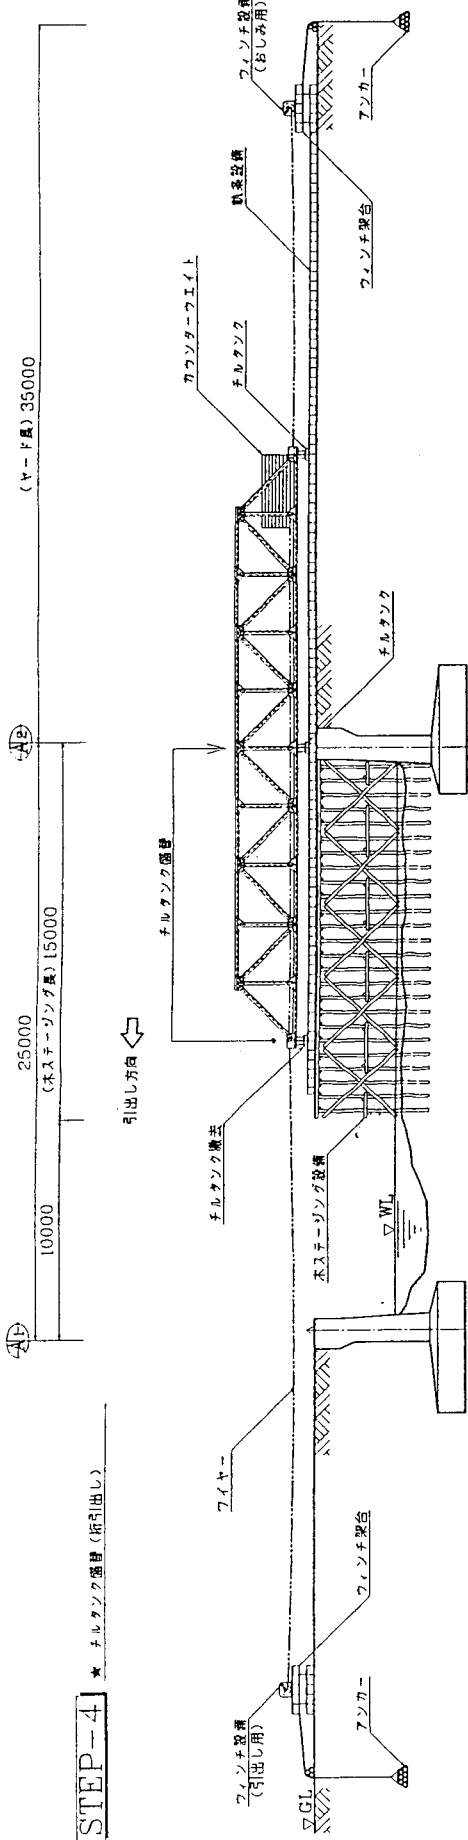 STEP-4
★ チルタンク盛替(桁引出し)
A1
A2
25000
(ヤード長) 35000
10000
(木ステージング長) 15000
引出し方向
チルタンク盛替
カウンターウエイト
チルタンク
軌条設備
ウィンチ設備
(おしみ用)
ウィンチ架台
アンカー
チルタンク
チルタンク撤去
木ステージング設備
WL
ワイヤー
ウィンチ設備
(引出し用)
ウィンチ架台
アンカー
GL